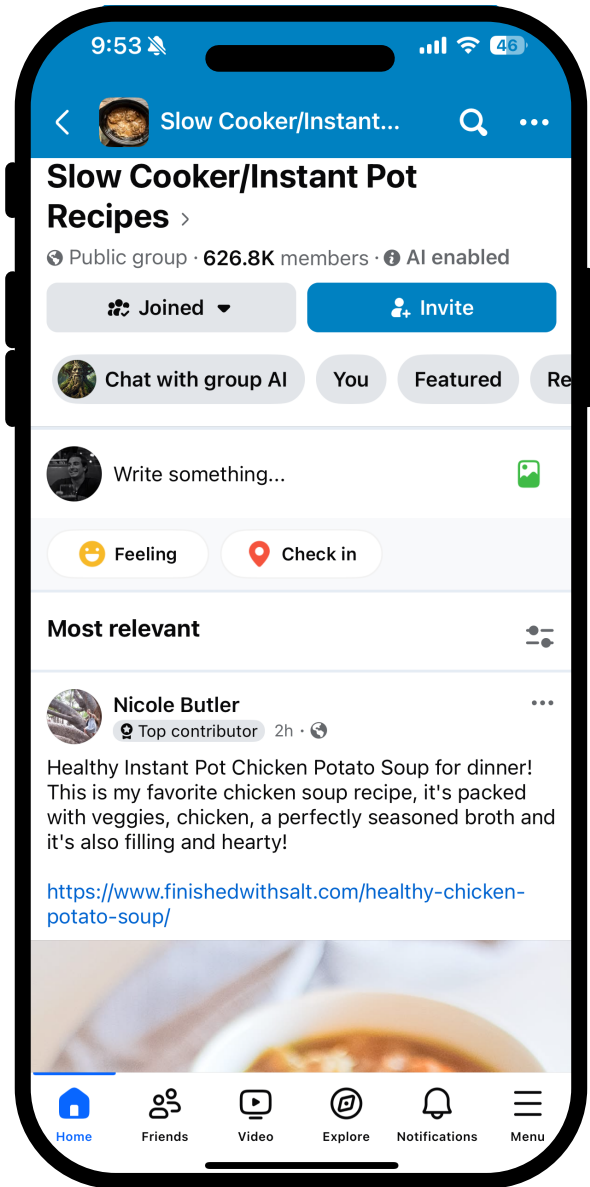 9:53
46
Slow Cooker/Instant...
Slow Cooker/Instant Pot
Recipes
Public group · 626.8K members · AI enabled
Joined
Invite
Chat with group AI
You
Featured
Re
Write something...
Feeling
Check in
Most relevant
Nicole Butler
Top contributor 2h ·
Healthy Instant Pot Chicken Potato Soup for dinner!
This is my favorite chicken soup recipe, it's packed
with veggies, chicken, a perfectly seasoned broth and
it's also filling and hearty!
https://www.finishedwithsalt.com/healthy-chicken-
potato-soup/
Home
Friends
Video
Explore
Notifications
Menu